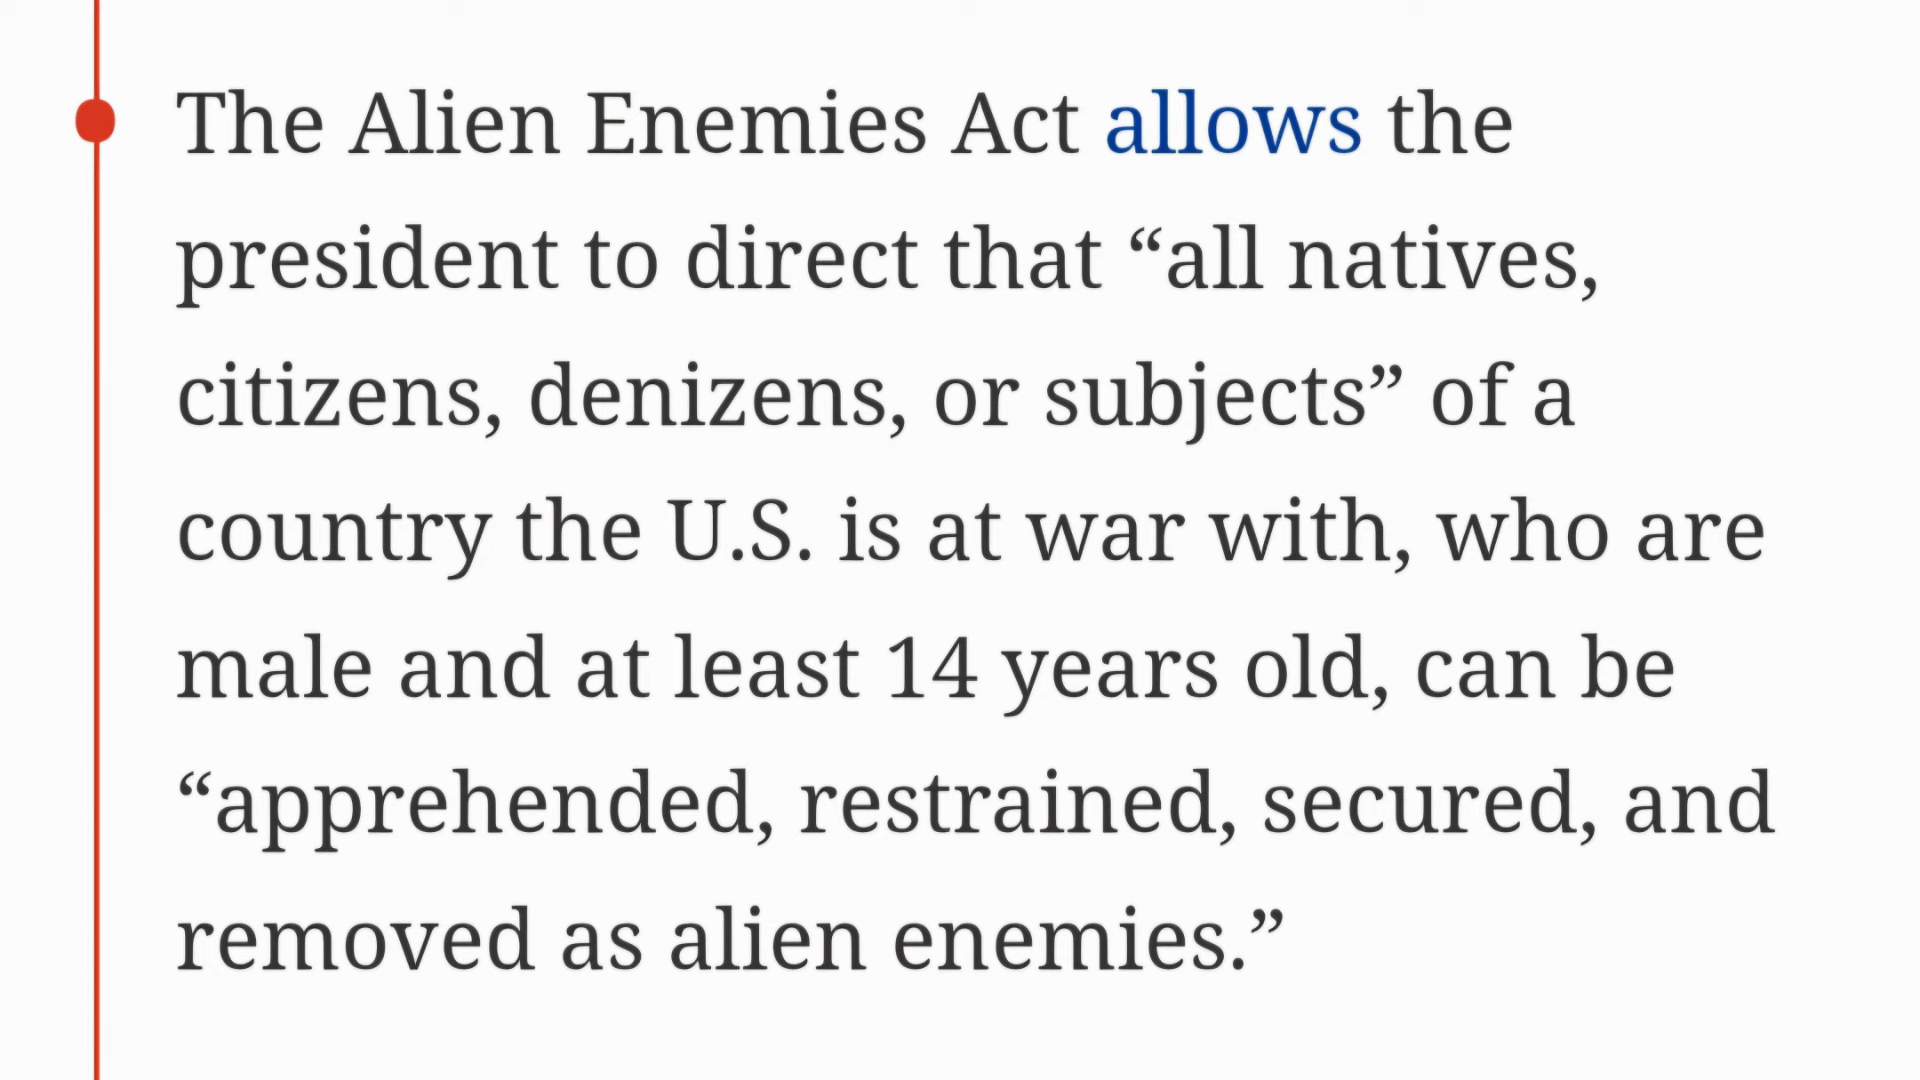 The Alien Enemies Act allows the
president to direct that “all natives,
citizens, denizens, or subjects” of a
country the U.S. is at war with, who are
male and at least 14 years old, can be
“apprehended, restrained, secured, and
removed as alien enemies.”